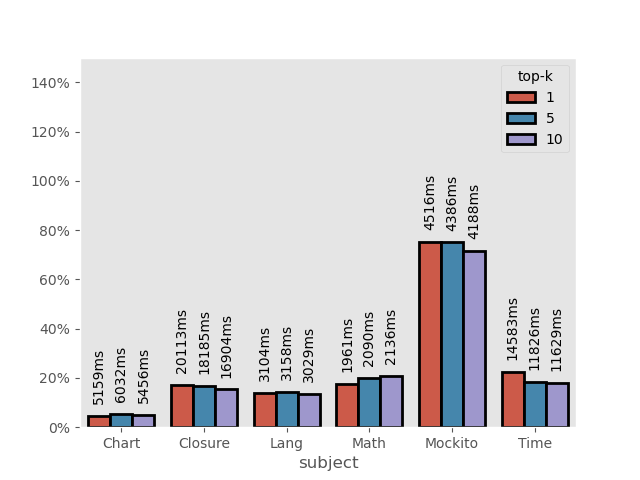 140%
120%
100%
80%
60%
40%
20%
0%
top-k
1
5
10
5159ms
6032ms
5456ms
20113ms
18185ms
16904ms
3104ms
3158ms
3029ms
1961ms
2090ms
2136ms
4516ms
4386ms
4188ms
14583ms
11826ms
11629ms
Chart
Closure
Lang
Math
Mockito
Time
subject